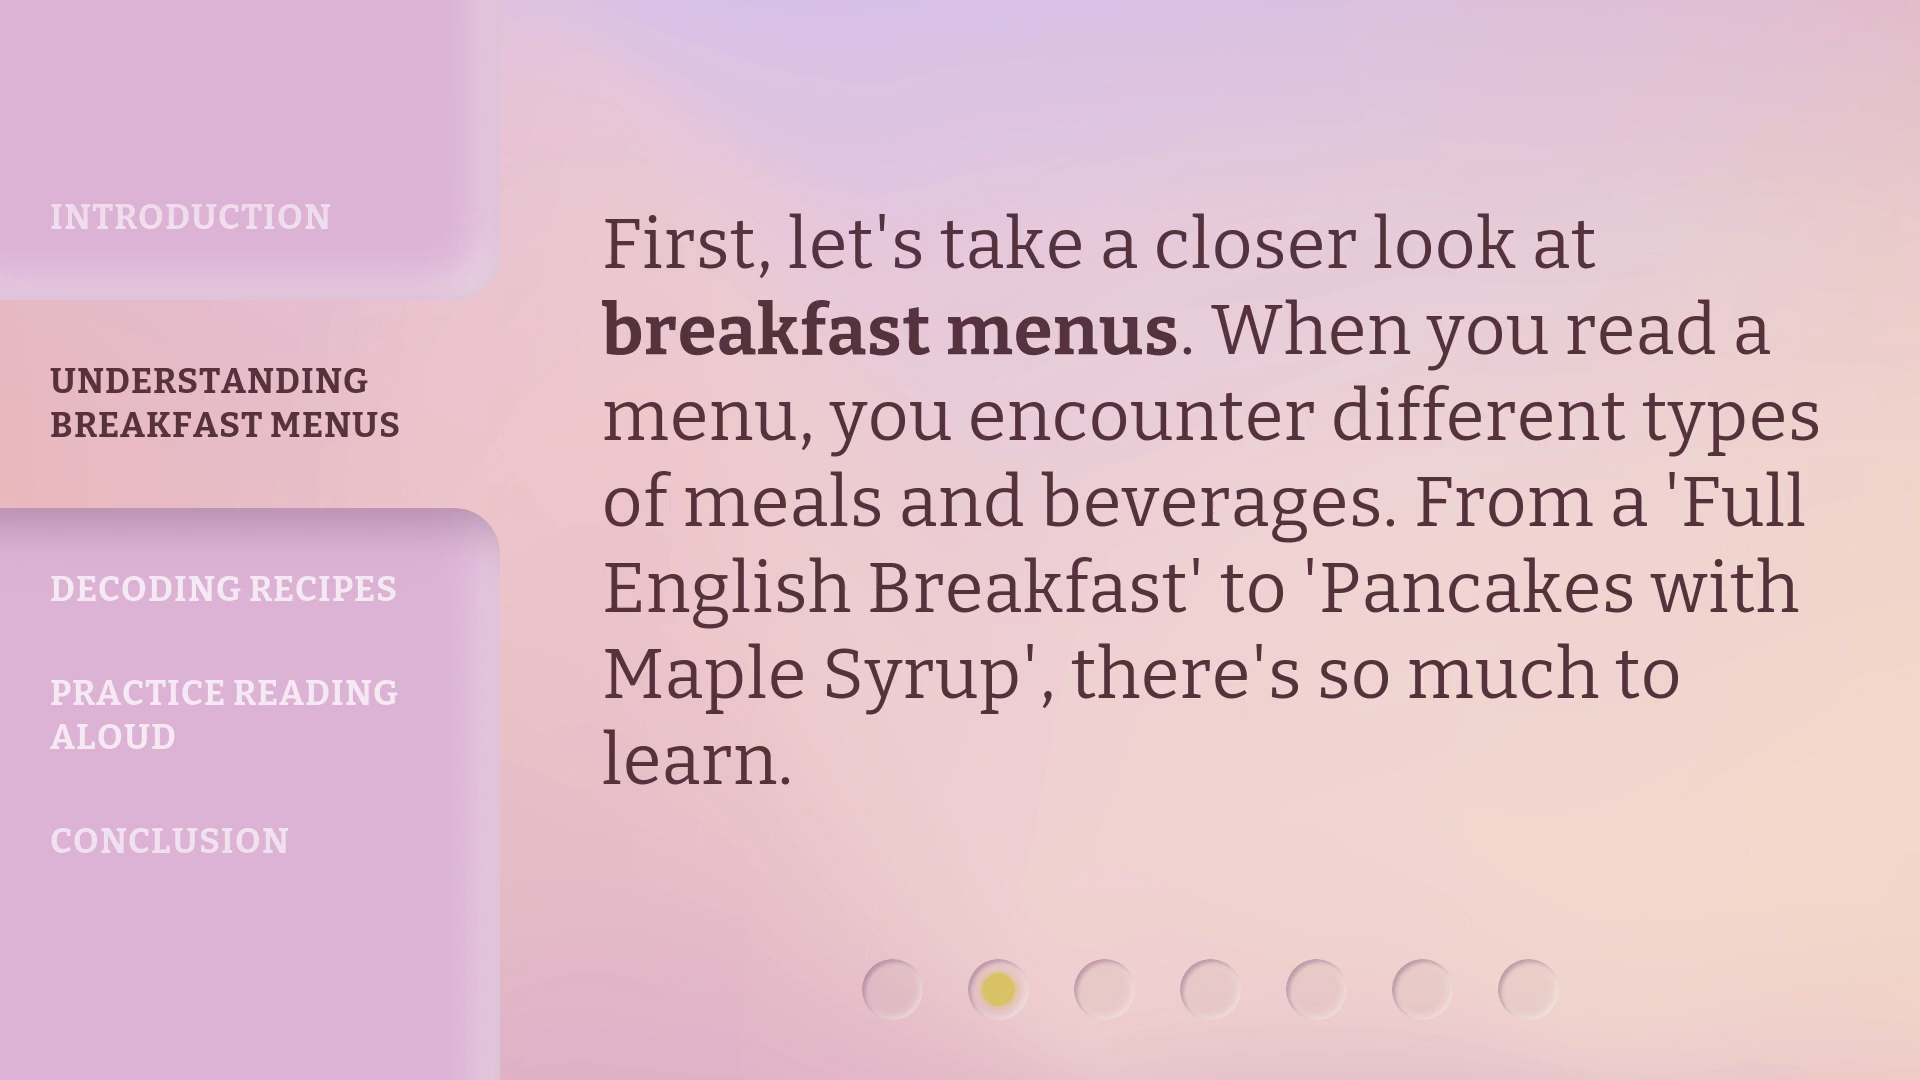 INTRODUCTION
UNDERSTANDING
BREAKFAST MENUS
DECODING RECIPES
PRACTICE READING
ALOUD
CONCLUSION
First, let's take a closer look at
breakfast menus. When you read a
menu, you encounter different types
of meals and beverages. From a 'Full
English Breakfast' to 'Pancakes with
Maple Syrup', there's so much to
learn.